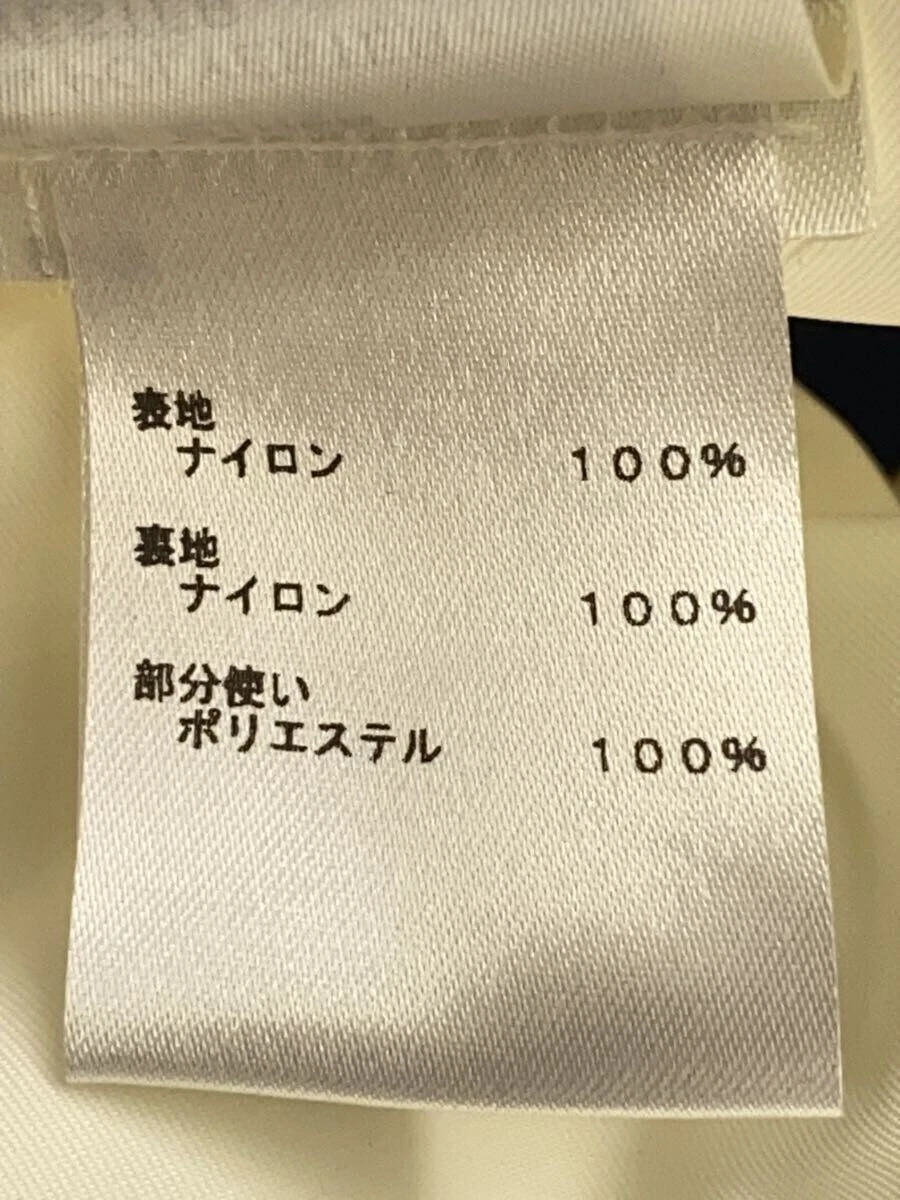 表地
ナイロン 100%
裏地
ナイロン 100%
部分使い
ポリエステル 100%